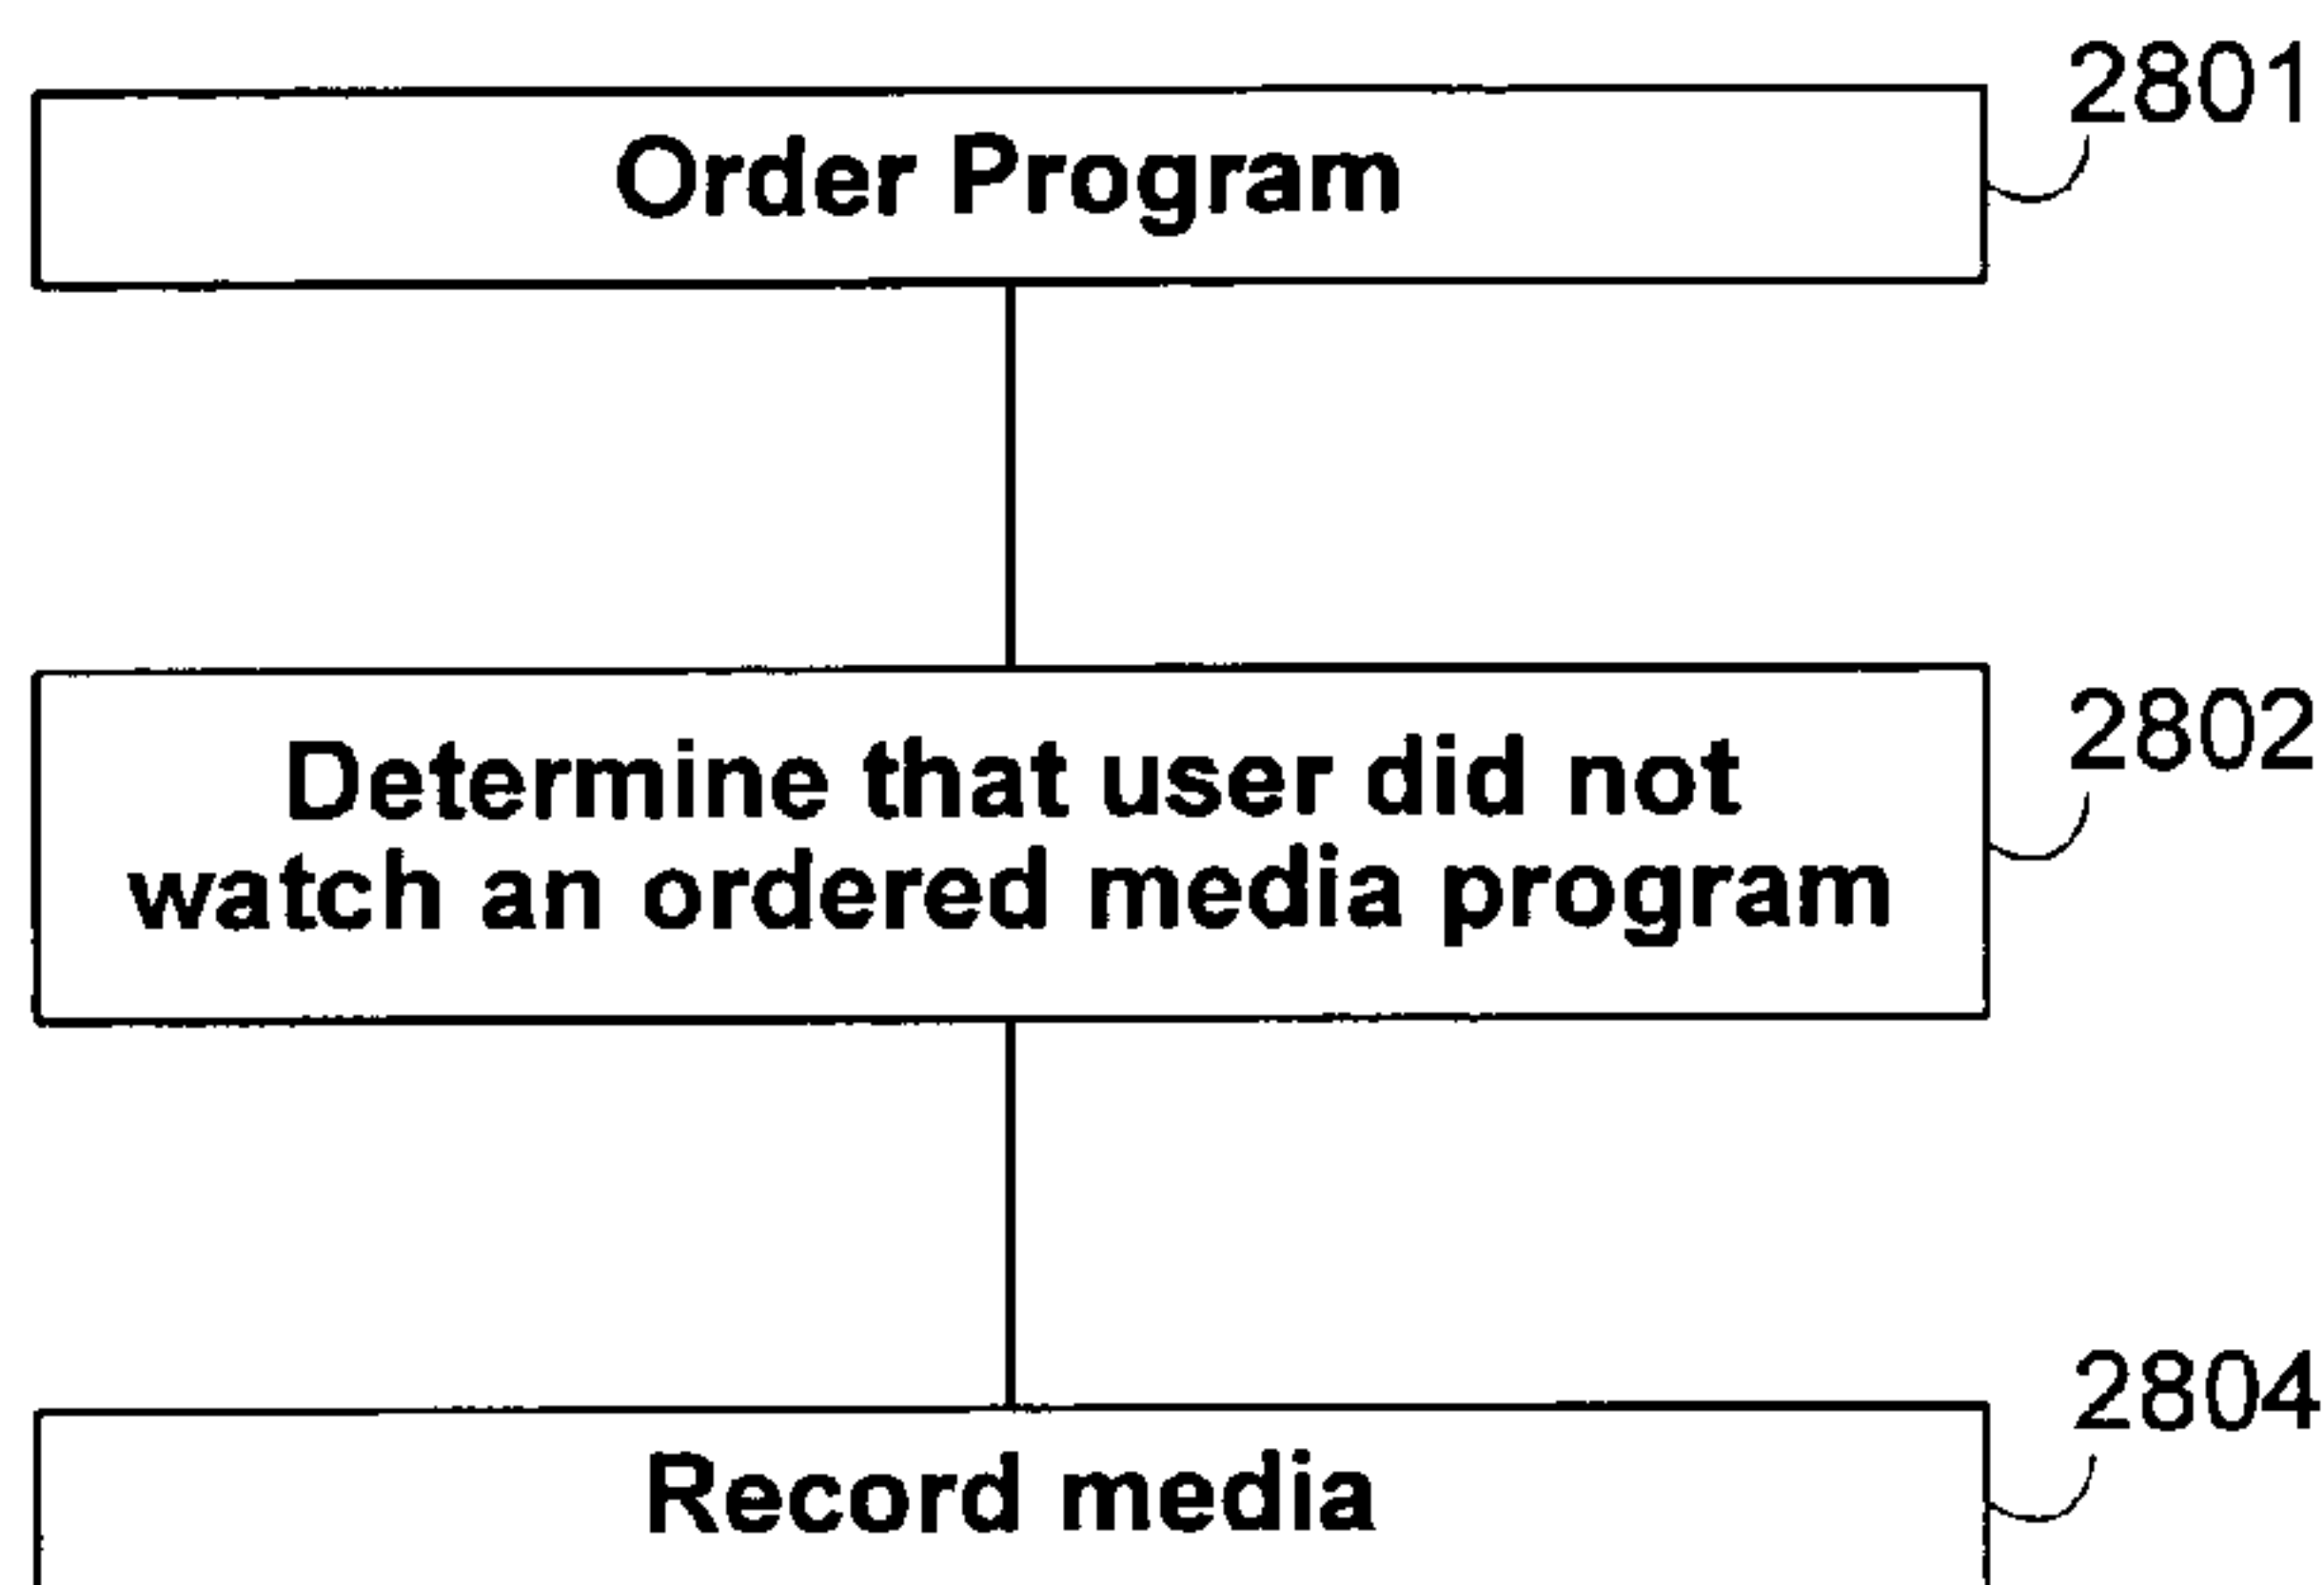 2801
Order Program
2802
Determine that user did not
watch an ordered media program
2804
Record media